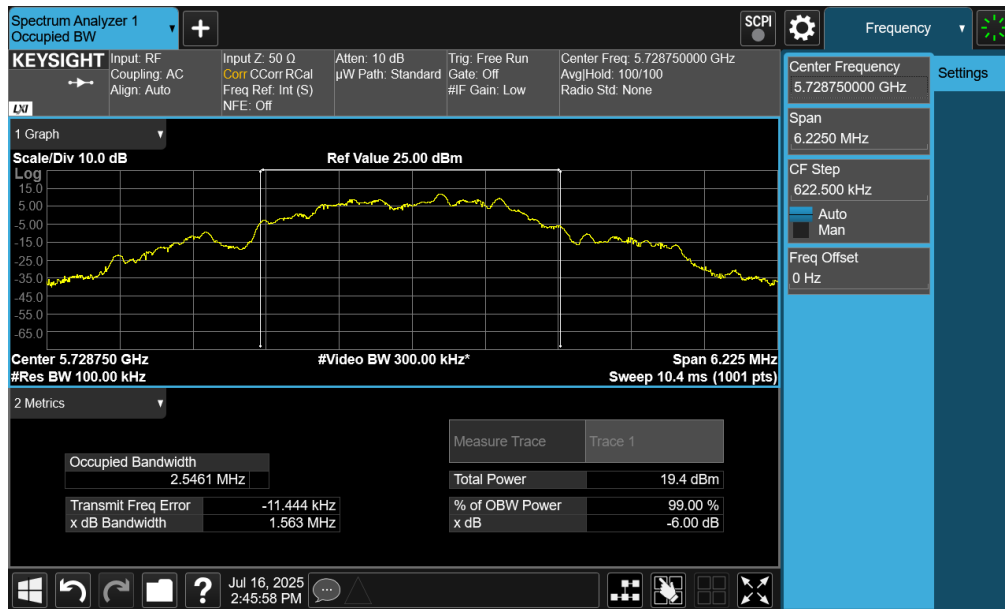 Spectrum Analyzer 1
Occupied BW
+
SCPI
Frequency
KEYSIGHT
LXI
Input: RF
Coupling: AC
Align: Auto
Input Z: 50 Ω
Corr CCorr RCal
Freq Ref: Int (S)
NFE: Off
Atten: 10 dB
µW Path: Standard
Trig: Free Run
Gate: Off
#IF Gain: Low
Center Freq: 5.728750000 GHz
Avg|Hold: 100/100
Radio Std: None
Center Frequency
5.728750000 GHz
Settings
Span
6.2250 MHz
CF Step
622.500 kHz
Auto
Man
Freq Offset
0 Hz
1 Graph
Scale/Div 10.0 dB
Ref Value 25.00 dBm
Log
15.0
5.00
-5.00
-15.0
-25.0
-35.0
-45.0
-55.0
-65.0
Center 5.728750 GHz
#Video BW 300.00 kHz*
Span 6.225 MHz
#Res BW 100.00 kHz
Sweep 10.4 ms (1001 pts)
2 Metrics
Measure Trace Trace 1
Occupied Bandwidth
2.5461 MHz
Total Power 19.4 dBm
Transmit Freq Error -11.444 kHz
% of OBW Power 99.00 %
x dB Bandwidth 1.563 MHz
x dB -6.00 dB
?
Jul 16, 2025
2:45:58 PM